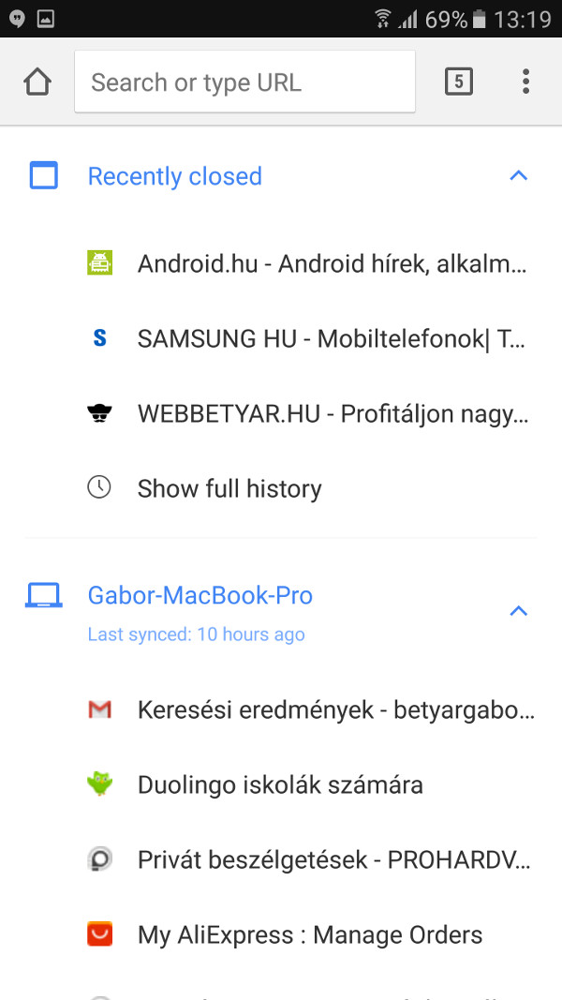 69% 13:19
Search or type URL 5
Recently closed
Android.hu - Android hírek, alkalm...
S SAMSUNG HU - Mobiltelefonok| T...
WEBBETYAR.HU - Profitáljon nagy...
Show full history
Gabor-MacBook-Pro
Last synced: 10 hours ago
Keresési eredmények - betyargabo...
Duolingo iskolák számára
Privát beszélgetések - PROHARDV...
My AliExpress : Manage Orders